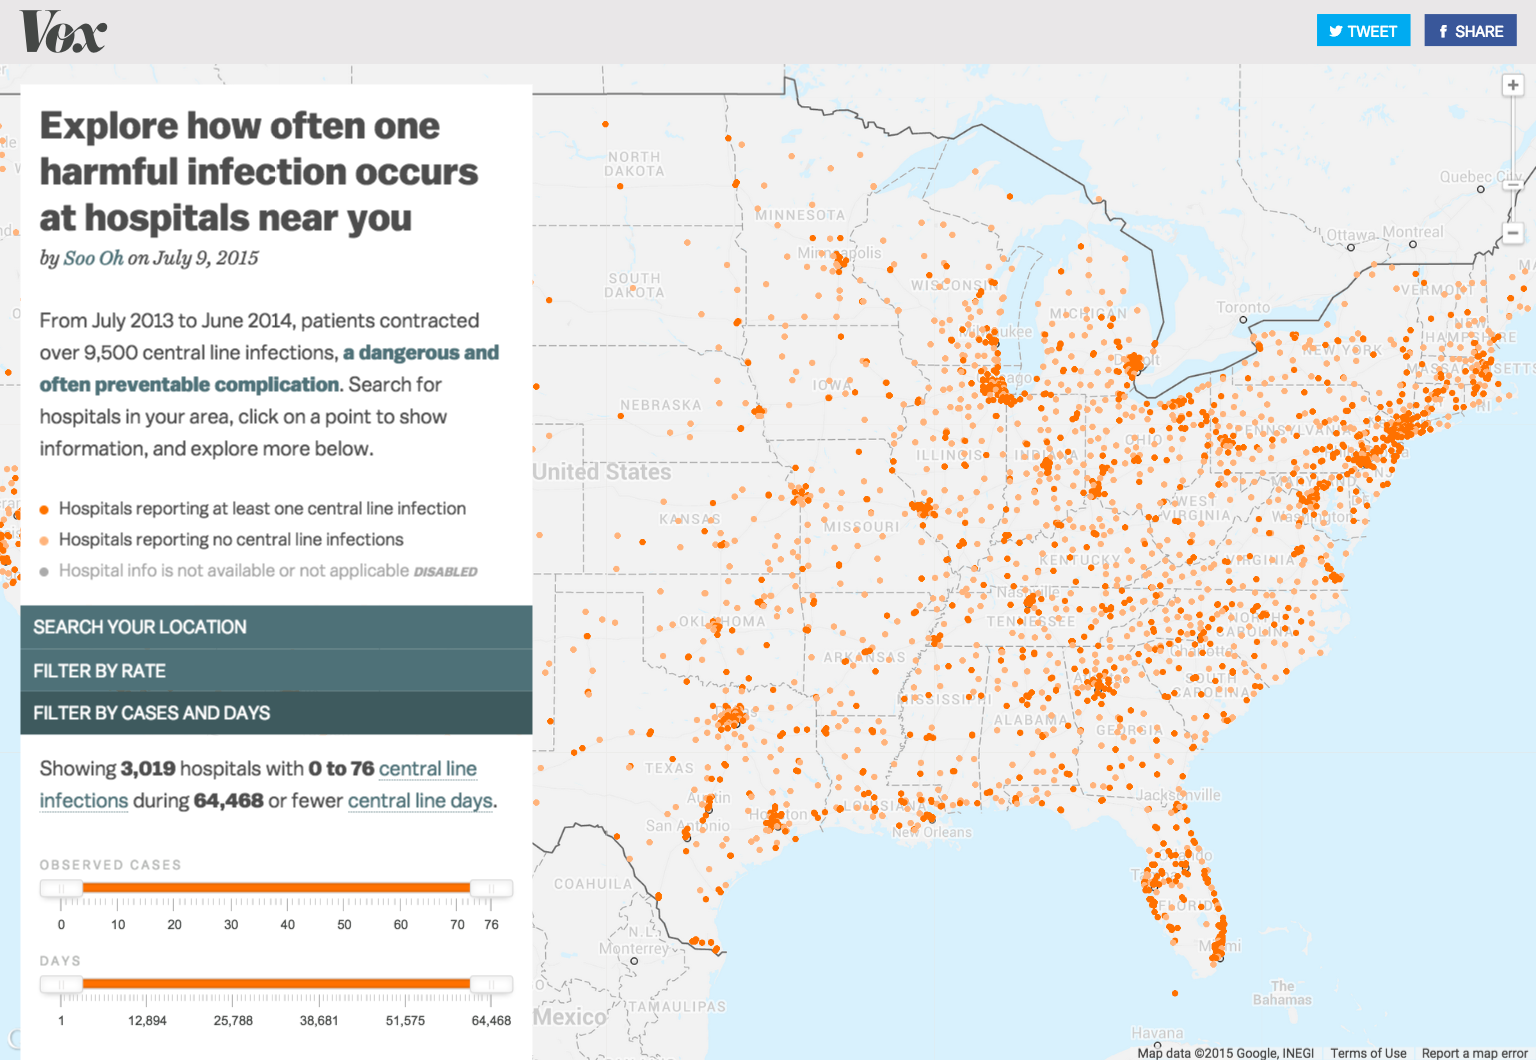 Vox
TWEET
SHARE
Explore how often one
harmful infection occurs
at hospitals near you
by Soo Oh on July 9, 2015
From July 2013 to June 2014, patients contracted
over 9,500 central line infections, a dangerous and
often preventable complication. Search for
hospitals in your area, click on a point to show
information, and explore more below.
Hospitals reporting at least one central line infection
Hospitals reporting no central line infections
Hospital info is not available or not applicable DISABLED
SEARCH YOUR LOCATION
FILTER BY RATE
FILTER BY CASES AND DAYS
Showing 3,019 hospitals with 0 to 76 central line
infections during 64,468 or fewer central line days.
OBSERVED CASES
0 10 20 30 40 50 60 70 76
DAYS
1 12,894 25,788 38,681 51,575 64,468
NORTH
DAKOTA
MINNESOTA
Minneapolis
SOUTH
DAKOTA
WISCONSIN
Milwaukee
MICHIGAN
Detroit
Toronto
Ottawa
Montreal
Quebec City
VERMONT
NEW
HAMPSHIRE
NEW YORK
MASSACHUSETTS
RI
IOWA
Chicago
NEBRASKA
ILLINOIS
INDIANA
OHIO
PENNSYLVANIA
NJ
MARYLAND
DE
United States
KANSAS
MISSOURI
WEST
VIRGINIA
Washington
KENTUCKY
VIRGINIA
Nashville
TENNESSEE
NORTH
CAROLINA
Charlotte
OKLAHOMA
ARKANSAS
SOUTH
CAROLINA
MISSISSIPPI
ALABAMA
GEORGIA
Dallas
TEXAS
Austin
San Antonio
Houston
LOUISIANA
New Orleans
Jacksonville
Orlando
Tampa
FLORIDA
Miami
COAHUILA
N.L.
Monterrey
TAMAULIPAS
Mexico
The
Bahamas
Havana
Map data ©2015 Google, INEGI
Terms of Use
Report a map error